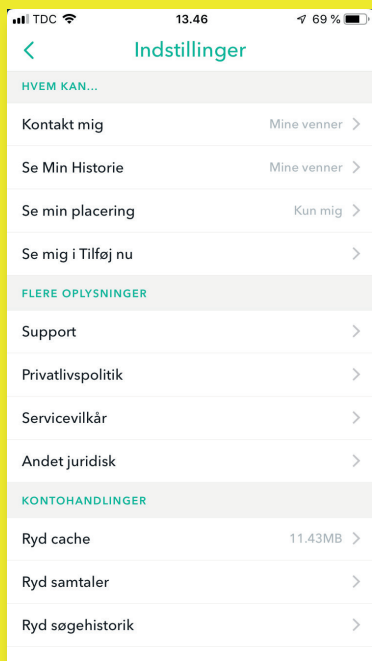 TDC 13.46 69 %
Indstillinger
HVEM KAN...
Kontakt mig Mine venner
Se Min Historie Mine venner
Se min placering Kun mig
Se mig i Tilføj nu
FLERE OPLYSNINGER
Support
Privatlivspolitik
Servicevilkår
Andet juridisk
KONTOHANDLINGER
Ryd cache 11.43MB
Ryd samtaler
Ryd søgehistorik